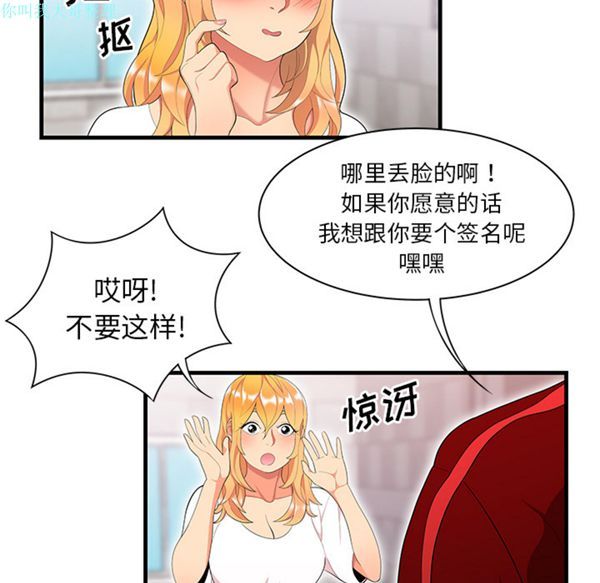 抠
抠
哪里丢脸的啊！
如果你愿意的话
我想跟你要个签名呢
嘿嘿
哎呀!
不要这样!
惊讶